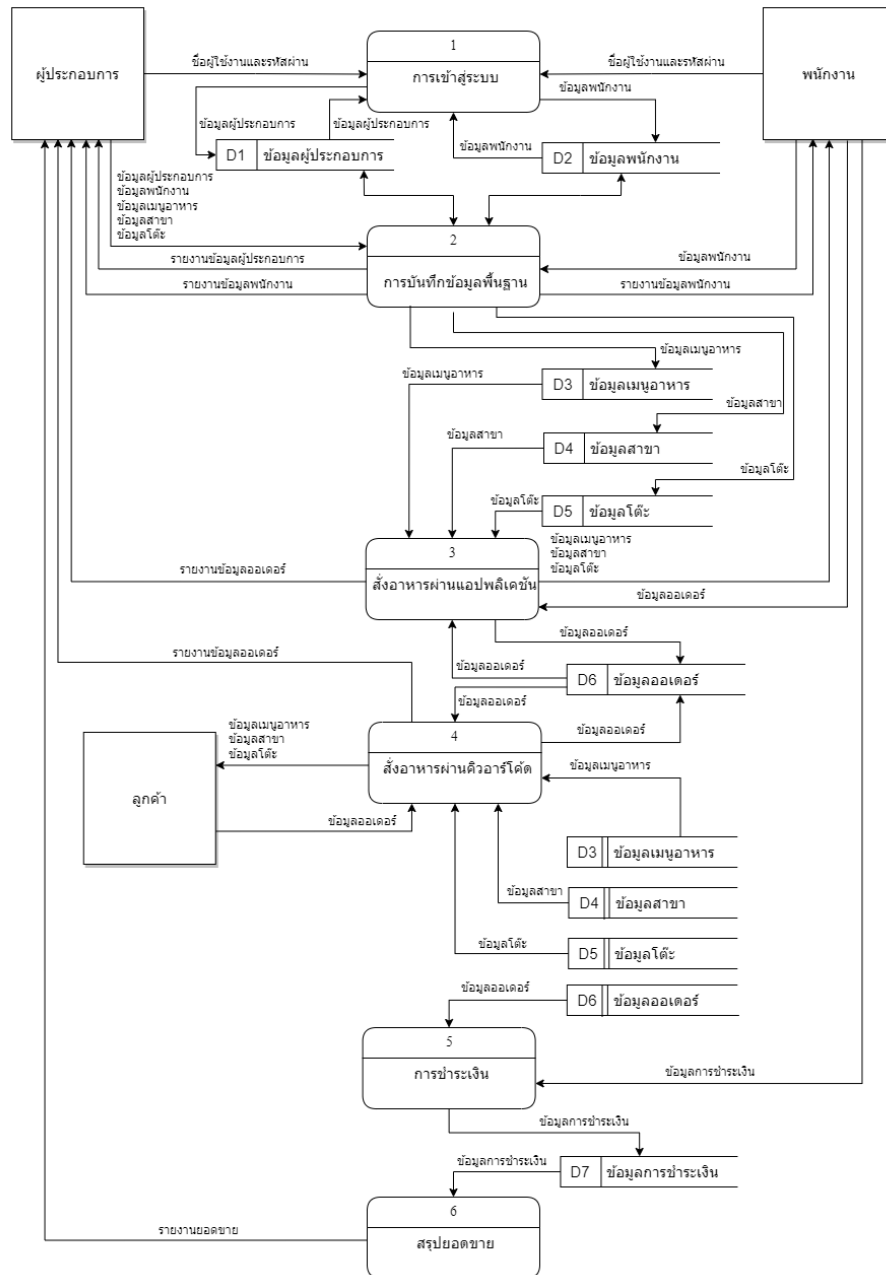 1
ผู้ประกอบการ
ชื่อผู้ใช้งานและรหัสผ่าน
การเข้าสู่ระบบ
ชื่อผู้ใช้งานและรหัสผ่าน
พนักงาน
ข้อมูลพนักงาน
ข้อมูลผู้ประกอบการ
ข้อมูลผู้ประกอบการ
ข้อมูลพนักงาน
D1 ข้อมูลผู้ประกอบการ
D2 ข้อมูลพนักงาน
ข้อมูลผู้ประกอบการ
ข้อมูลพนักงาน
ข้อมูลเมนูอาหาร
ข้อมูลสาขา
ข้อมูลโต๊ะ
2
การบันทึกข้อมูลพื้นฐาน
รายงานข้อมูลผู้ประกอบการ
ข้อมูลพนักงาน
รายงานข้อมูลพนักงาน
รายงานข้อมูลพนักงาน
ข้อมูลเมนูอาหาร
ข้อมูลเมนูอาหาร
D3 ข้อมูลเมนูอาหาร
ข้อมูลสาขา
ข้อมูลสาขา
D4 ข้อมูลสาขา
ข้อมูลโต๊ะ
ข้อมูลโต๊ะ
D5 ข้อมูลโต๊ะ
3
สั่งอาหารผ่านแอปพลิเคชัน
ข้อมูลเมนูอาหาร
ข้อมูลสาขา
ข้อมูลโต๊ะ
รายงานข้อมูลออเดอร์
ข้อมูลออเดอร์
ข้อมูลออเดอร์
รายงานข้อมูลออเดอร์
ข้อมูลออเดอร์
D6 ข้อมูลออเดอร์
ข้อมูลออเดอร์
ข้อมูลเมนูอาหาร
ข้อมูลสาขา
ข้อมูลโต๊ะ
4
สั่งอาหารผ่านคิวอาร์โค้ด
ข้อมูลออเดอร์
ข้อมูลเมนูอาหาร
ลูกค้า
ข้อมูลออเดอร์
D3 ข้อมูลเมนูอาหาร
ข้อมูลสาขา
D4 ข้อมูลสาขา
ข้อมูลโต๊ะ
D5 ข้อมูลโต๊ะ
ข้อมูลออเดอร์
D6 ข้อมูลออเดอร์
5
การชำระเงิน
ข้อมูลการชำระเงิน
ข้อมูลการชำระเงิน
ข้อมูลการชำระเงิน
D7 ข้อมูลการชำระเงิน
6
รายงานยอดขาย
สรุปยอดขาย